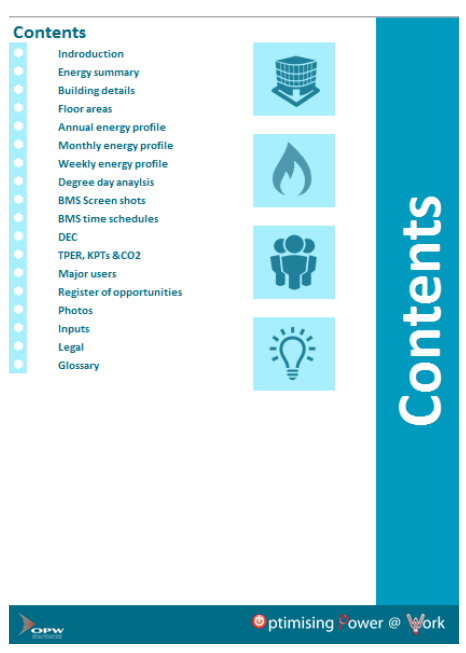 Contents
Indroduction
Energy summary
Building details
Floor areas
Annual energy profile
Monthly energy profile
Weekly energy profile
Degree day anaylsis
BMS Screen shots
BMS time schedules
DEC
TPER, KPTs &CO2
Major users
Register of opportunities
Photos
Inputs
Legal
Glossary
Contents
OPW
Optimising Power @ Work